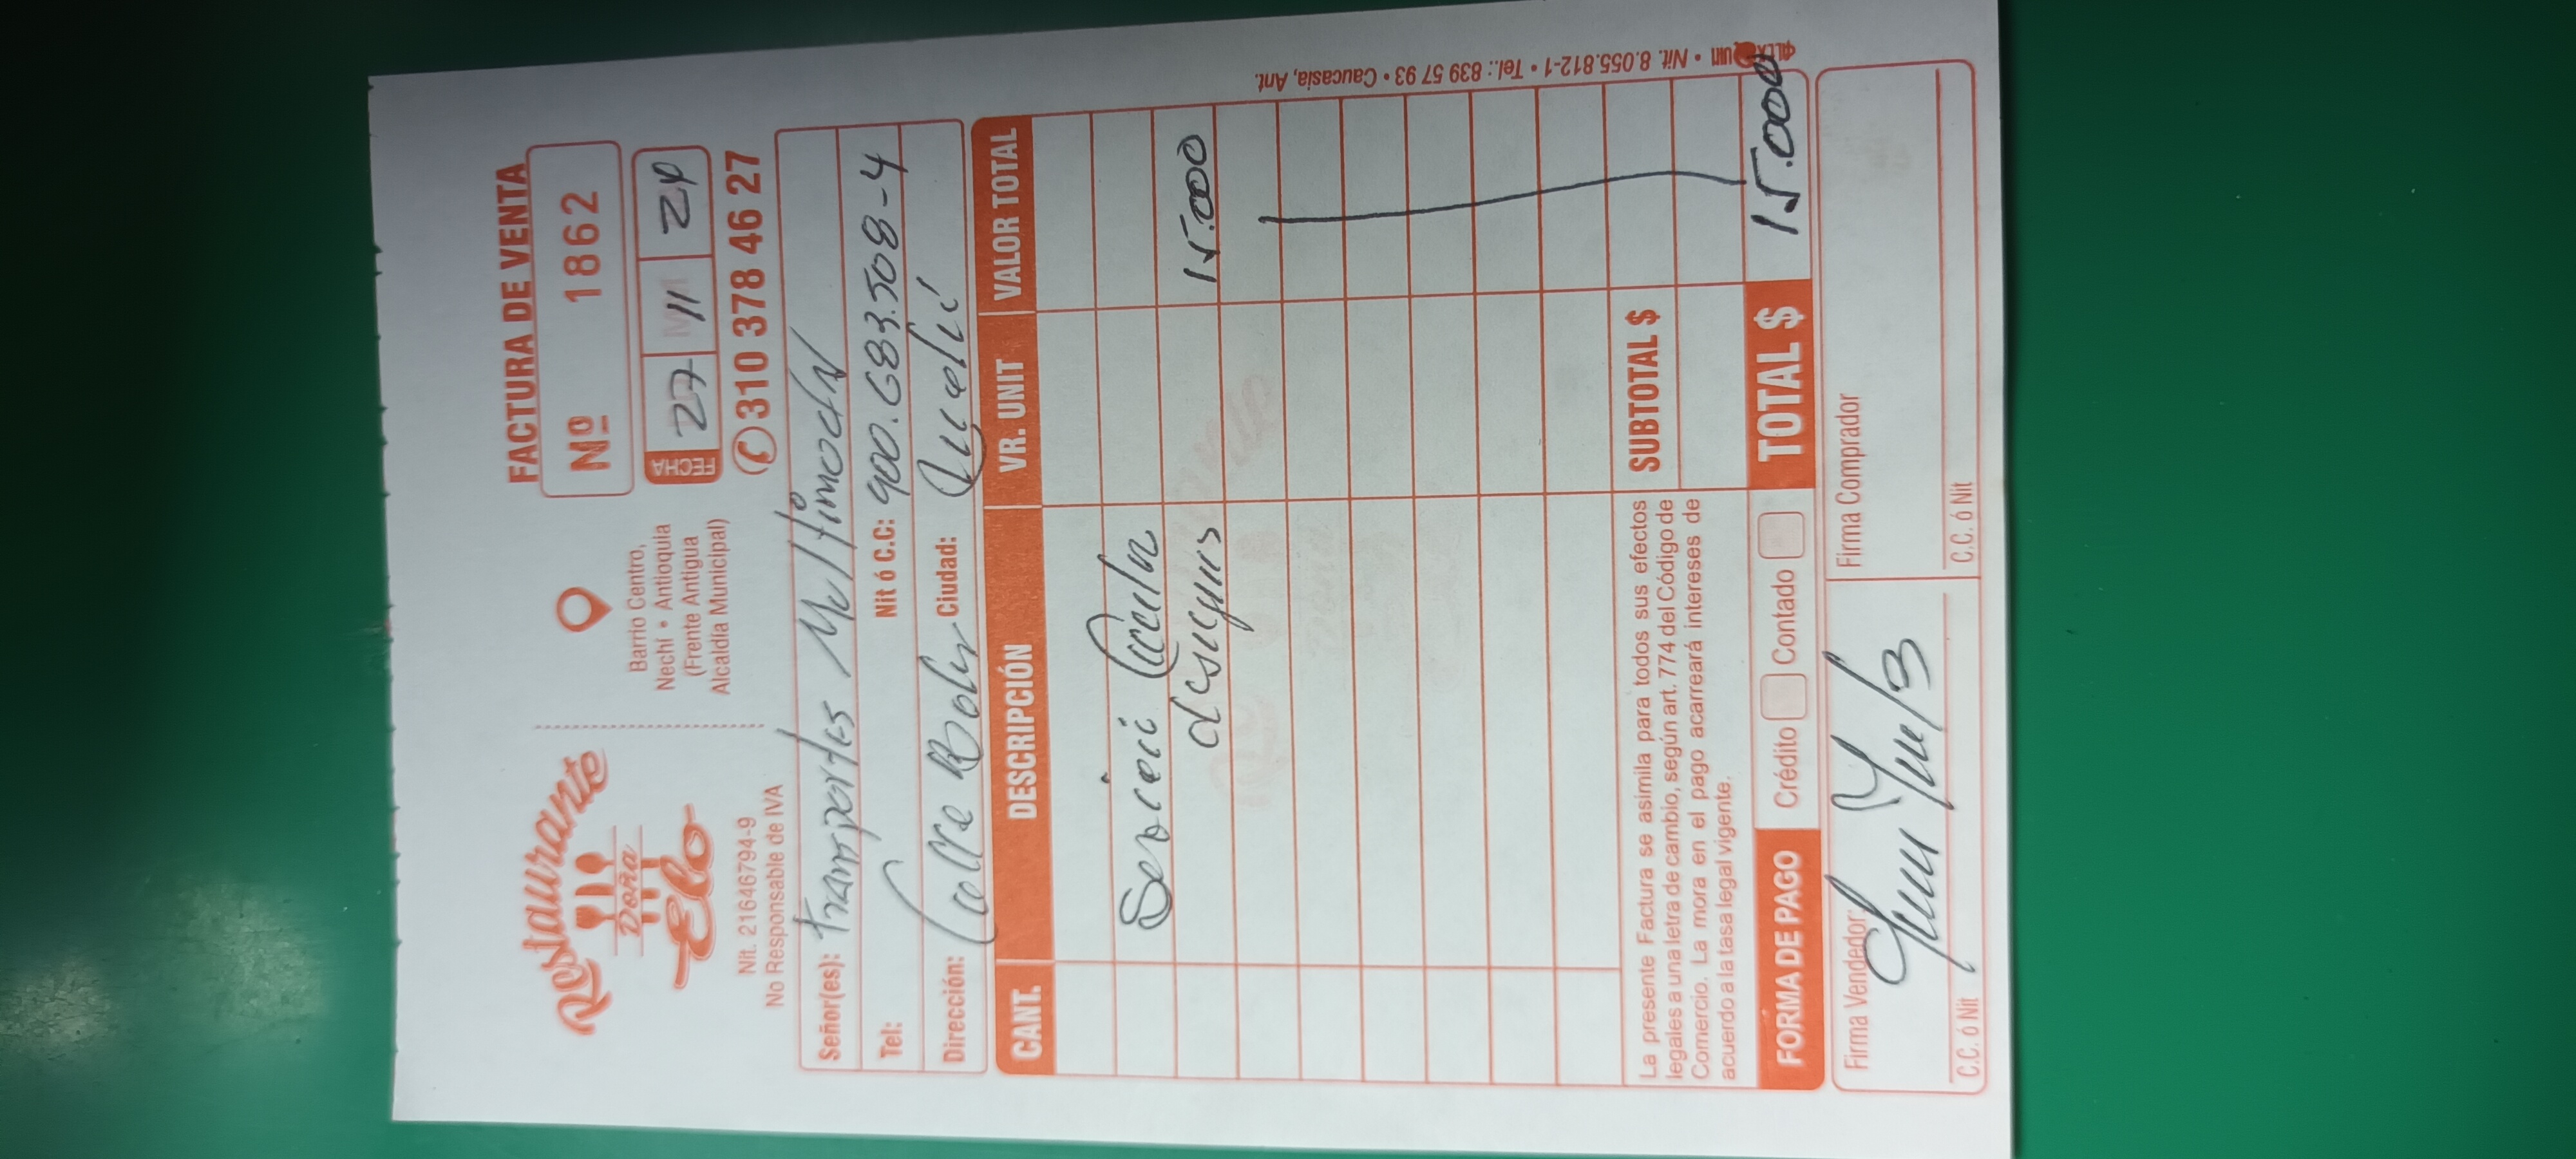 Restaurante
Doña
Elo
Nit. 21646794-9
No Responsable de IVA
Barrio Centro,
Nechí • Antioquia
(Frente Antigua
Alcaldía Municipal)
FACTURA DE VENTA
Nº 1862
FECHA 27 11 24
310 378 46 27
Señor(es): transportes Multimodal
Tel: Nit ó C.C: 900.683.508-4
Dirección: Calle Ciudad:
CANT. DESCRIPCIÓN VR. UNIT VALOR TOTAL
Servicio
15.000
La presente Factura se asimila para todos sus efectos
legales a una letra de cambio, según art. 774 del Código de
Comercio. La mora en el pago acarreará intereses de
acuerdo a la tasa legal vigente.
SUBTOTAL $
FORMA DE PAGO Crédito Contado TOTAL $ 15.000
Firma Vendedor: Firma Comprador
C.C. ó Nit C.C. ó Nit
Nit. 8.055.812-1 • Tel.: 839 57 93 • Caucasia, Ant.